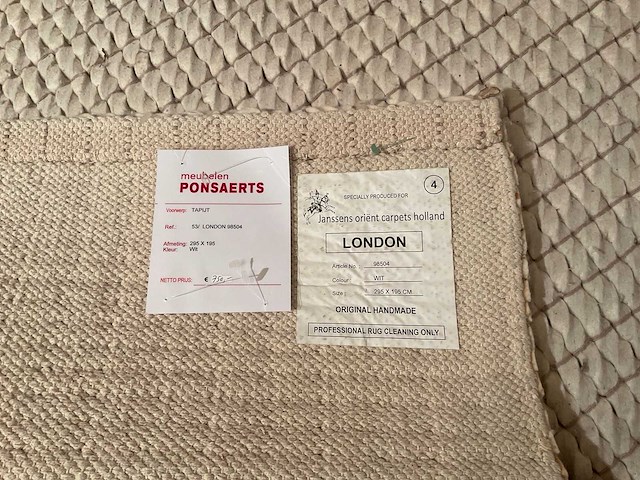 meubelen
PONSAERTS
Voorwerp: TAPIJT
Ref.: 53/ LONDON 98504
Afmeting: 295 X 195
Kleur: Wit
NETTO PRIJS: €
4
SPECIALLY PRODUCED FOR
Janssens oriënt carpets holland
LONDON
Article No. : 98504
Colour : WIT
Size : 295 X 195 CM
ORIGINAL HANDMADE
PROFESSIONAL RUG CLEANING ONLY